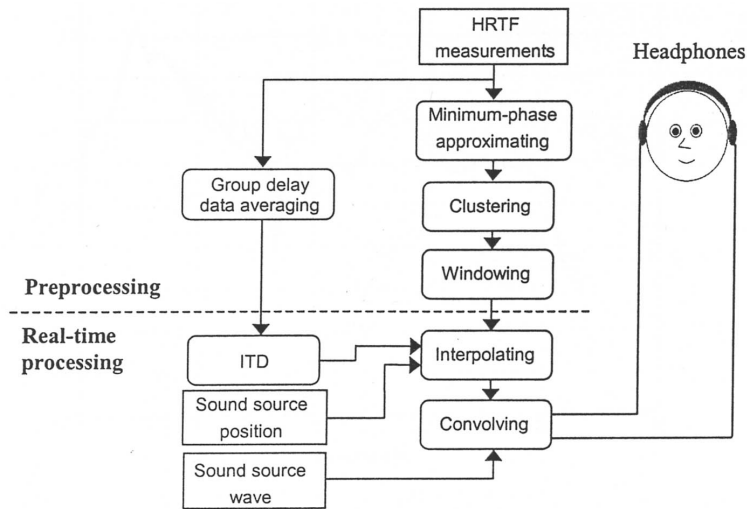 HRTF
measurements
Headphones
Minimum-phase
approximating
Group delay
data averaging
Clustering
Windowing
Preprocessing
Real-time
processing
ITD
Interpolating
Sound source
position
Convolving
Sound source
wave